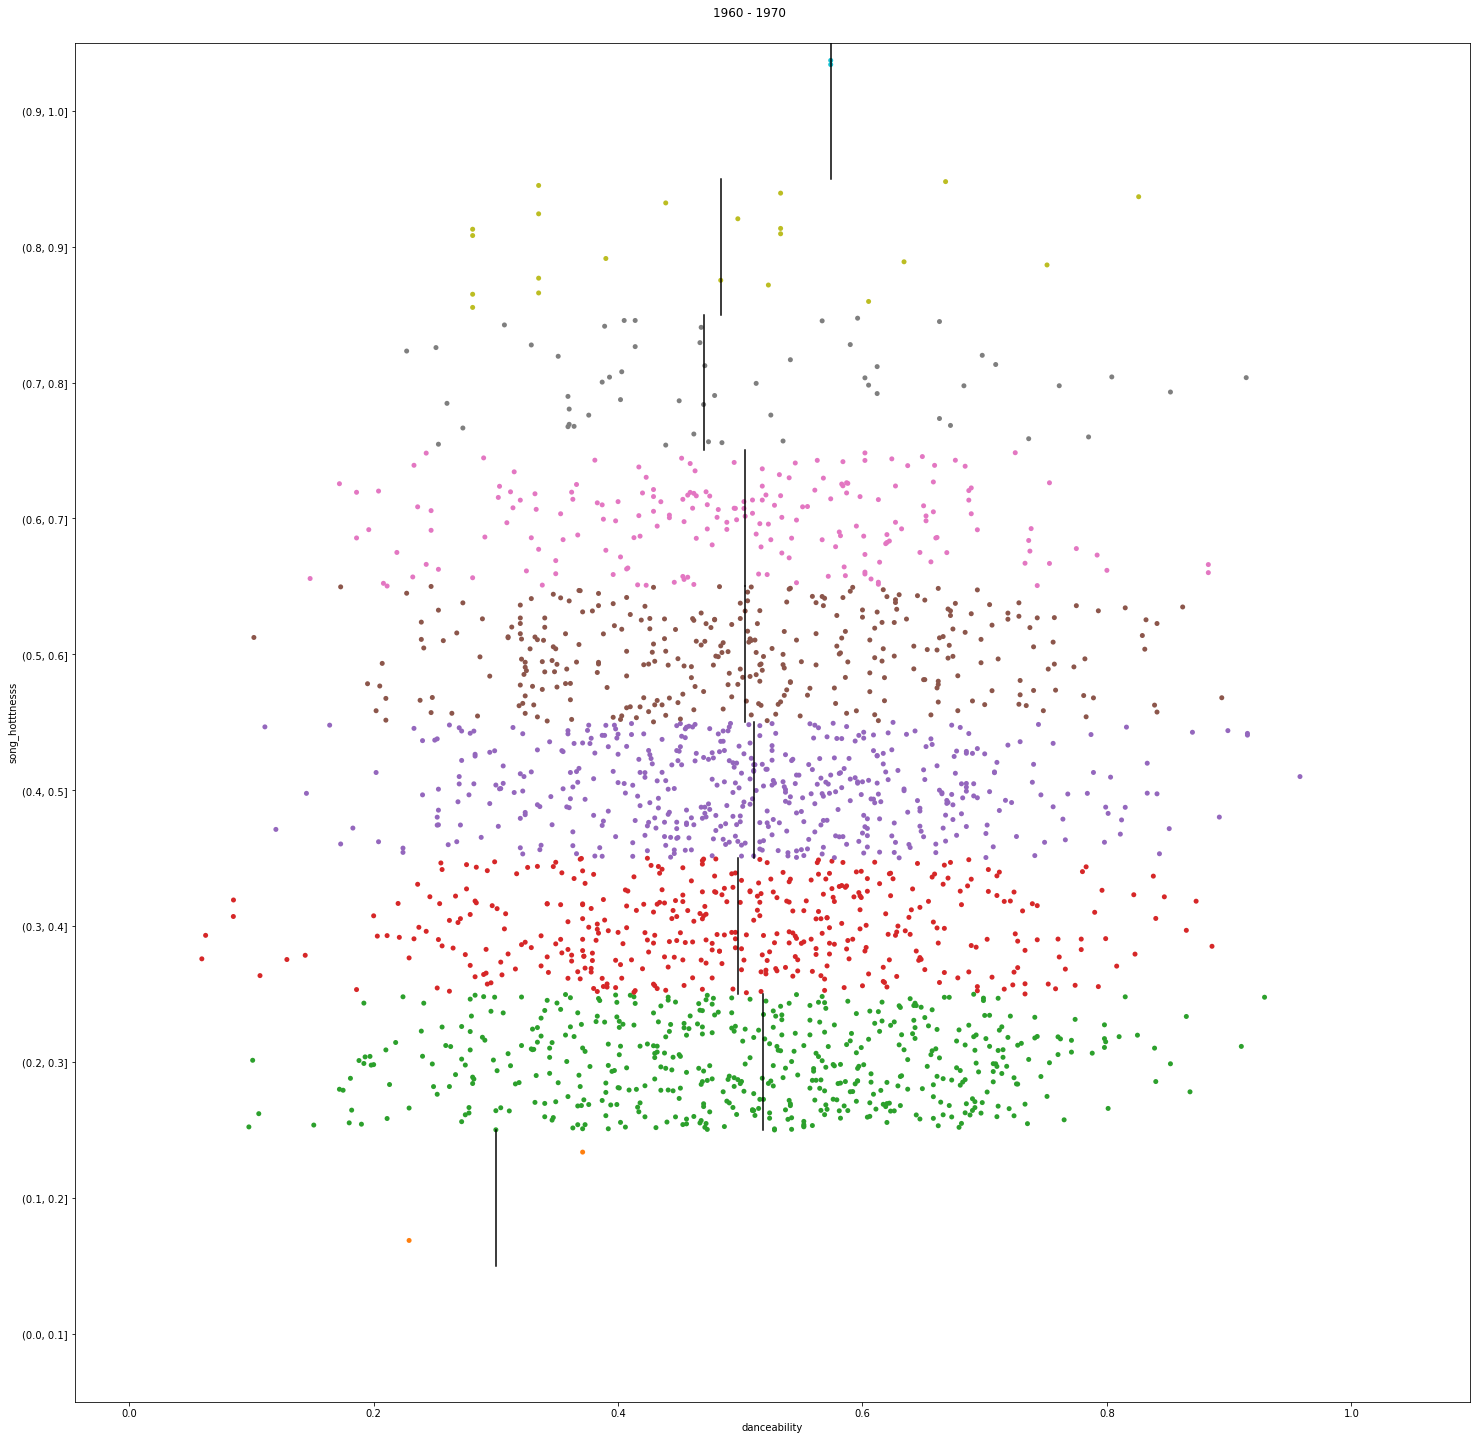 1960 - 1970
(0.9, 1.0]
(0.8, 0.9]
(0.7, 0.8]
(0.6, 0.7]
(0.5, 0.6]
(0.4, 0.5]
(0.3, 0.4]
(0.2, 0.3]
(0.1, 0.2]
(0.0, 0.1]
song_hotttnesss
0.0 0.2 0.4 0.6 0.8 1.0
danceability